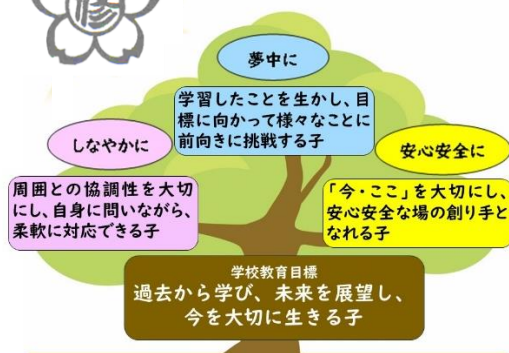 修
夢中に
学習したことを生かし、目
標に向かって様々なことに
前向きに挑戦する子
しなやかに
周囲との協調性を大切
にし、自身に問いながら、
柔軟に対応できる子
安心安全に
「今・ここ」を大切にし、
安心安全な場の創り手と
なれる子
学校教育目標
過去から学び、未来を展望し、
今を大切に生きる子